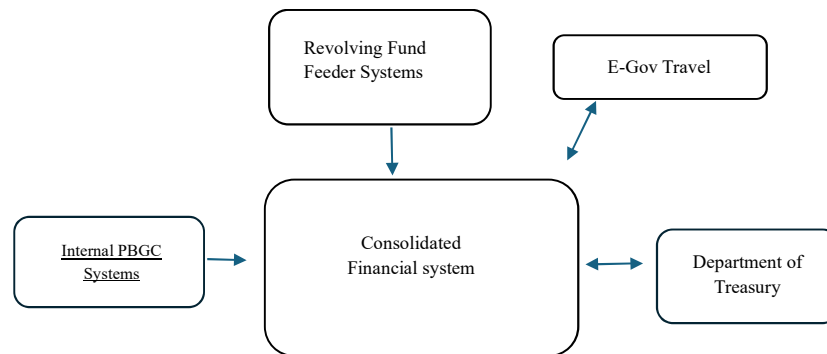 Revolving Fund
Feeder Systems
E-Gov Travel
Internal PBGC
Systems
Consolidated
Financial system
Department of
Treasury